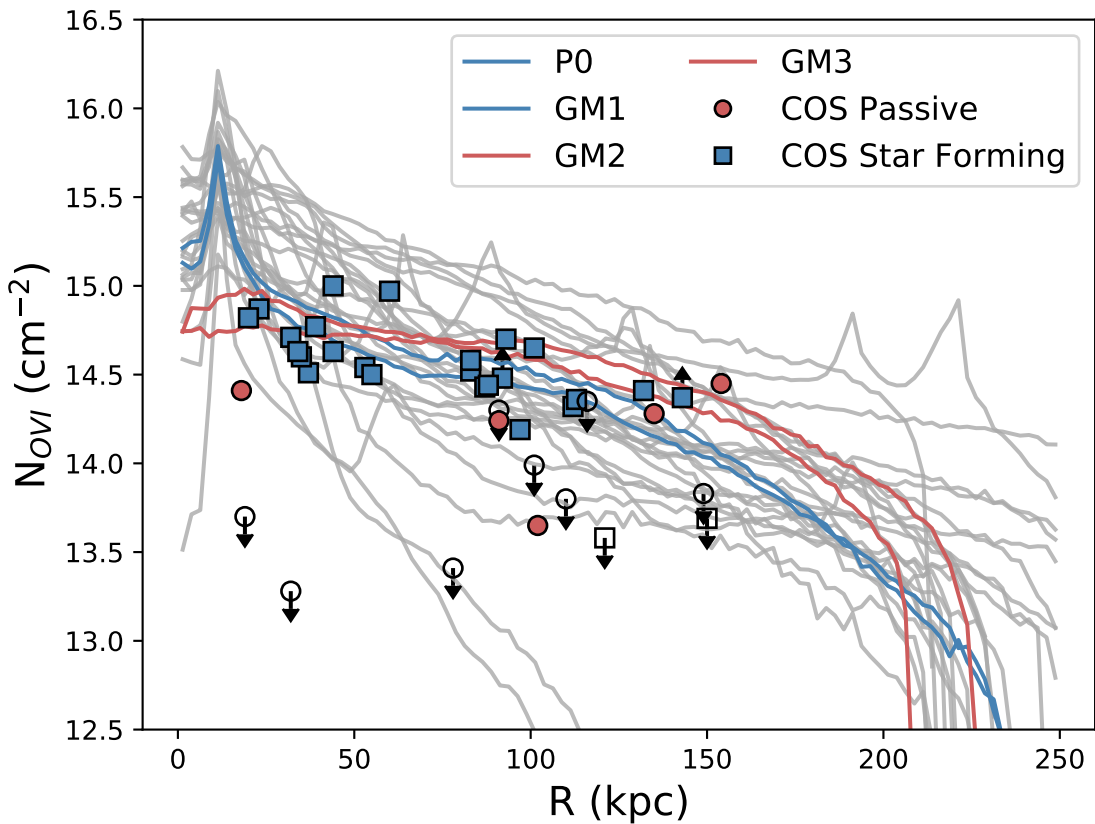 16.5
16.0
15.5
15.0
14.5
14.0
13.5
13.0
12.5
N_OVI (cm⁻²)
P0
GM1
GM2
GM3
COS Passive
COS Star Forming
0 50 100 150 200 250
R (kpc)